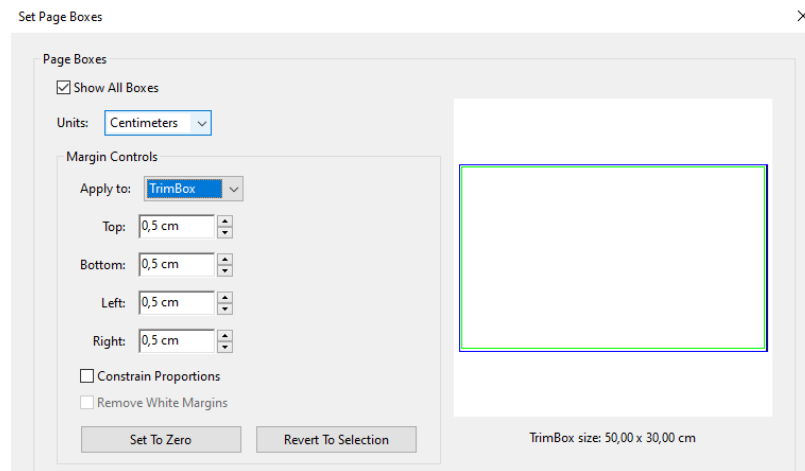 Set Page Boxes
Page Boxes
Show All Boxes
Units: Centimeters
Margin Controls
Apply to: TrimBox
Top: 0,5 cm
Bottom: 0,5 cm
Left: 0,5 cm
Right: 0,5 cm
Constrain Proportions
Remove White Margins
Set To Zero Revert To Selection
TrimBox size: 50,00 x 30,00 cm